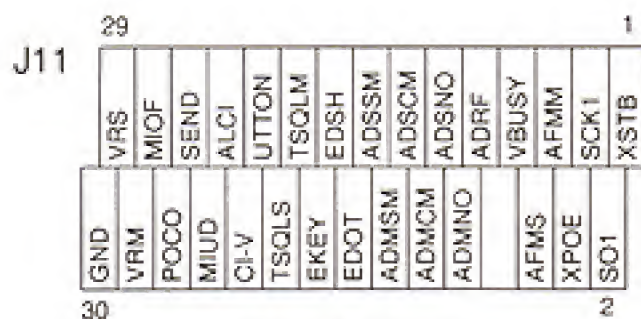 29 1
J11
VRS MIOF SEND ALCI UTTON TSQLM EDSH ADSSM ADSCM ADSNO ADRF VBUSY AFMM SCK1 XSTB
GND VRM POCO MIUD CI-V TSQLS EKEY EDOT ADMSM ADMCM ADMNO AFMS XPOE SO1
30 2